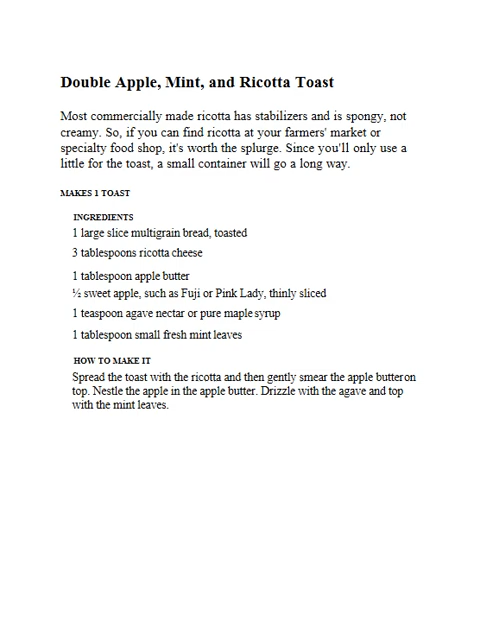 Double Apple, Mint, and Ricotta Toast
Most commercially made ricotta has stabilizers and is spongy, not
creamy. So, if you can find ricotta at your farmers' market or
specialty food shop, it's worth the splurge. Since you'll only use a
little for the toast, a small container will go a long way.
MAKES 1 TOAST
INGREDIENTS
1 large slice multigrain bread, toasted
3 tablespoons ricotta cheese
1 tablespoon apple butter
½ sweet apple, such as Fuji or Pink Lady, thinly sliced
1 teaspoon agave nectar or pure maple syrup
1 tablespoon small fresh mint leaves
HOW TO MAKE IT
Spread the toast with the ricotta and then gently smear the apple butter on
top. Nestle the apple in the apple butter. Drizzle with the agave and top
with the mint leaves.